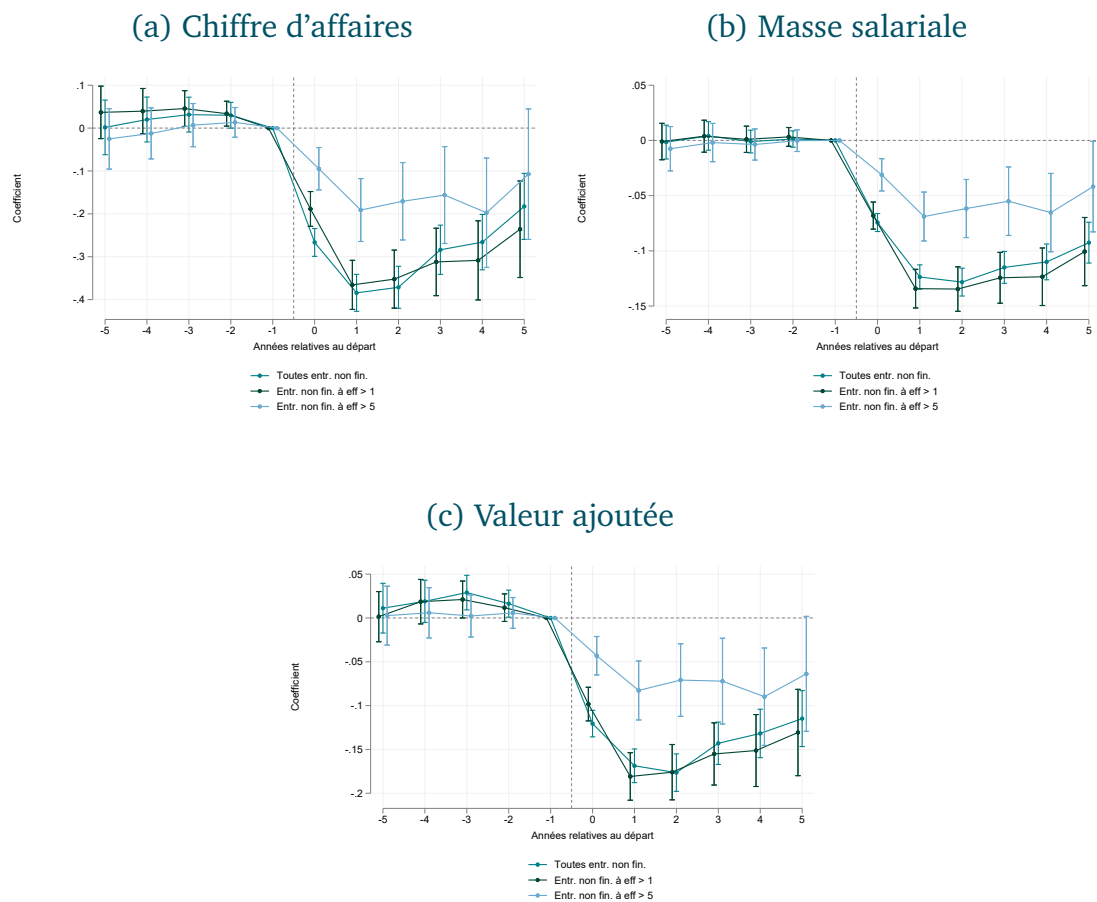 (a) Chiffre d'affaires
.1
0
-.1
-.2
-.3
-.4
Coefficient
-5 -4 -3 -2 -1 0 1 2 3 4 5
Années relatives au départ
Toutes entr. non fin.
Entr. non fin. à eff > 1
Entr. non fin. à eff > 5
(b) Masse salariale
.05
0
-.05
-.1
-.15
Coefficient
-5 -4 -3 -2 -1 0 1 2 3 4 5
Années relatives au départ
Toutes entr. non fin.
Entr. non fin. à eff > 1
Entr. non fin. à eff > 5
(c) Valeur ajoutée
.05
0
-.05
-.1
-.15
-.2
Coefficient
-5 -4 -3 -2 -1 0 1 2 3 4 5
Années relatives au départ
Toutes entr. non fin.
Entr. non fin. à eff > 1
Entr. non fin. à eff > 5